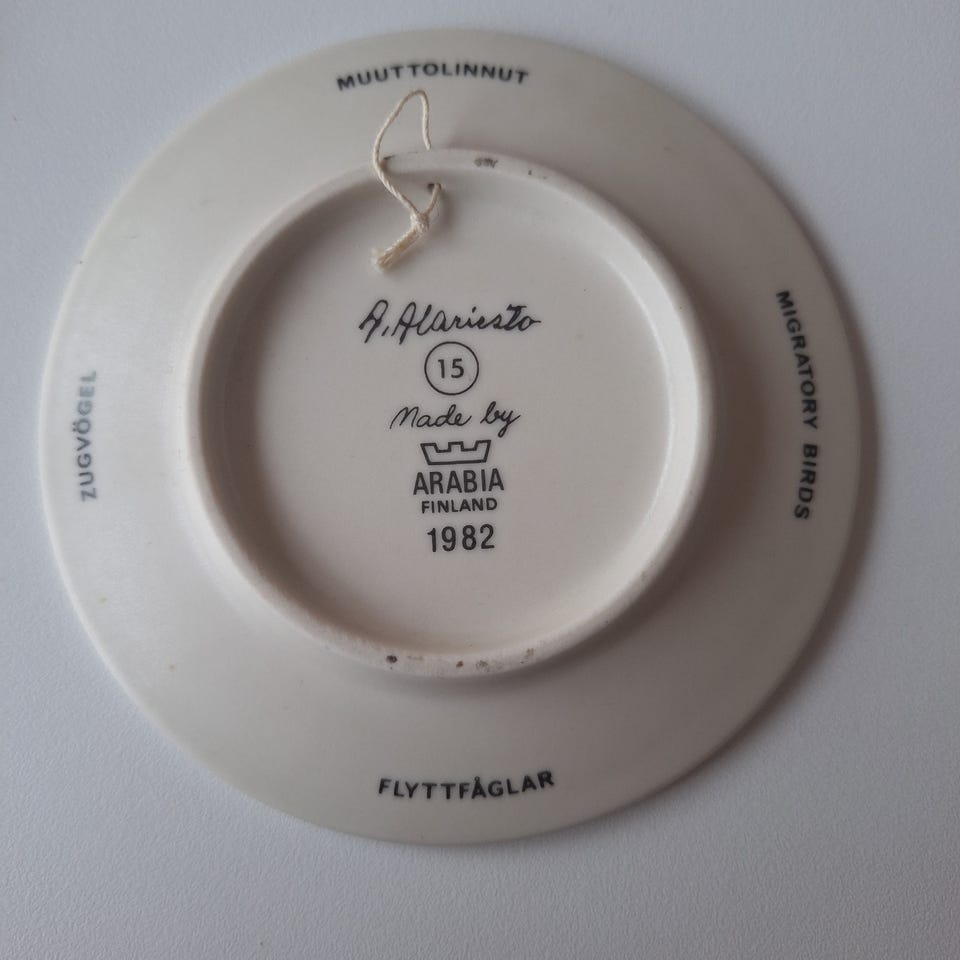 MUUTTOLINNUT
A. Alariesto
15
Made by
ARABIA
FINLAND
1982
MIGRATORY BIRDS
ZUGVÖGEL
FLYTTFÅGLAR